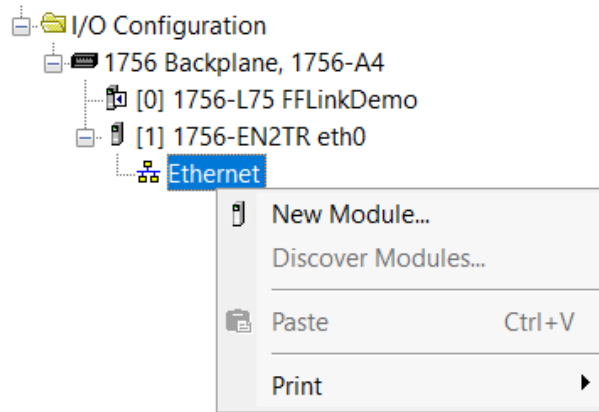 I/O Configuration
1756 Backplane, 1756-A4
[0] 1756-L75 FFLinkDemo
[1] 1756-EN2TR eth0
Ethernet
New Module...
Discover Modules...
Paste Ctrl+V
Print